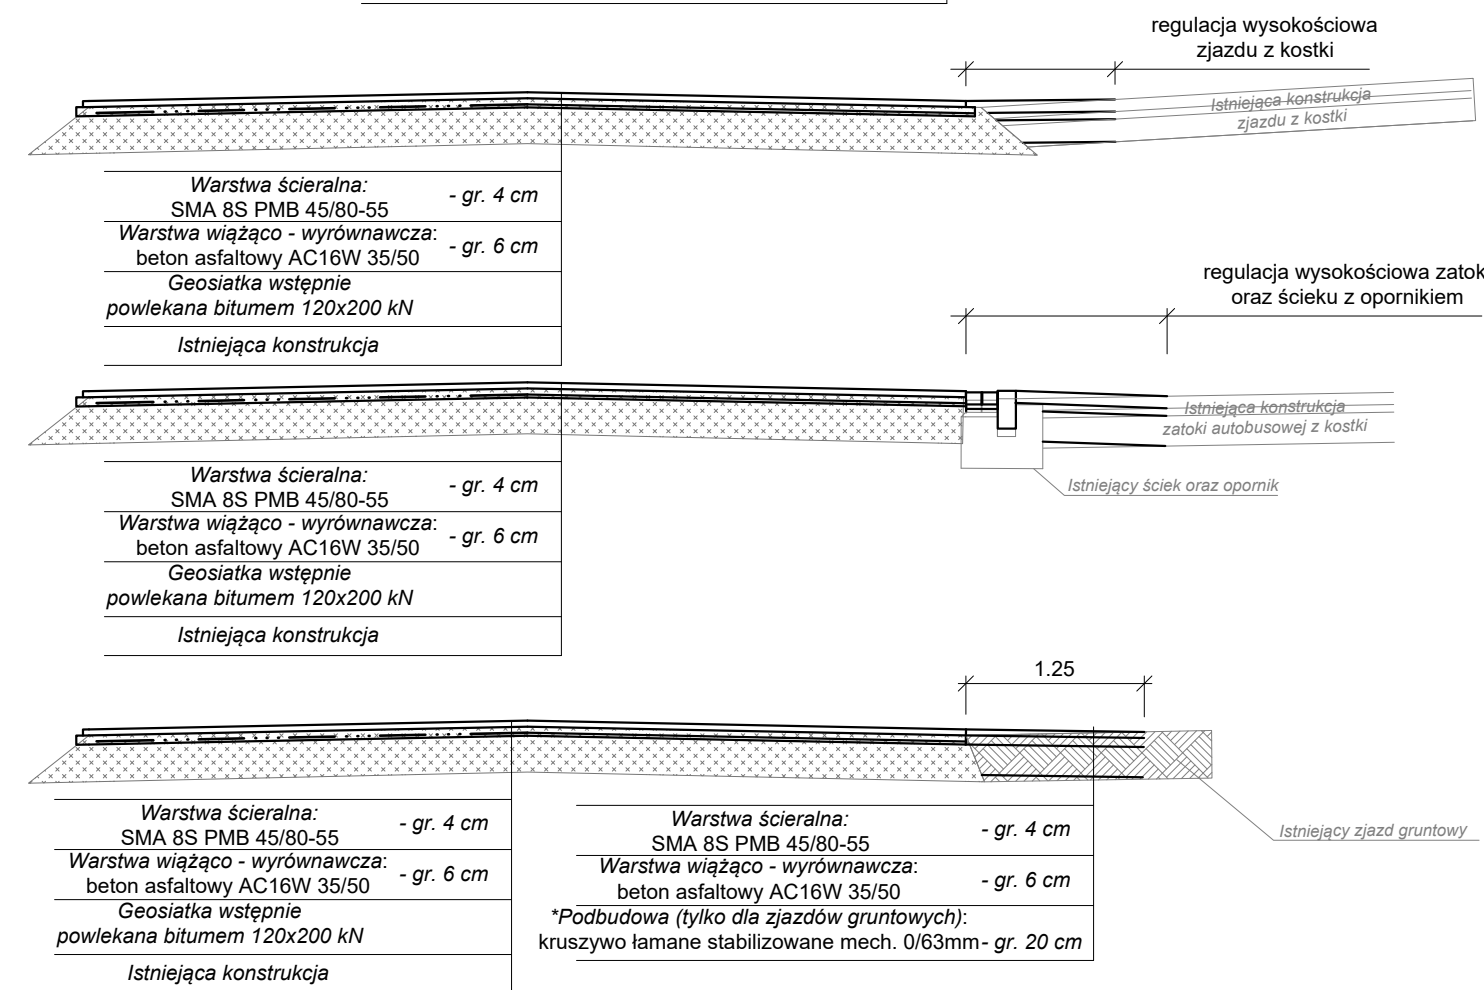 regulacja wysokościowa
zjazdu z kostki
Istniejąca konstrukcja
zjazdu z kostki
Warstwa ścieralna:
SMA 8S PMB 45/80-55
- gr. 4 cm
Warstwa wiążąco - wyrównawcza:
beton asfaltowy AC16W 35/50
- gr. 6 cm
Geosiatka wstępnie
powlekana bitumem 120x200 kN
Istniejąca konstrukcja
regulacja wysokościowa zatok
oraz ścieku z opornikiem
Istniejąca konstrukcja
zatoki autobusowej z kostki
Istniejący ściek oraz opornik
Warstwa ścieralna:
SMA 8S PMB 45/80-55
- gr. 4 cm
Warstwa wiążąco - wyrównawcza:
beton asfaltowy AC16W 35/50
- gr. 6 cm
Geosiatka wstępnie
powlekana bitumem 120x200 kN
Istniejąca konstrukcja
1.25
Istniejący zjazd gruntowy
Warstwa ścieralna:
SMA 8S PMB 45/80-55
- gr. 4 cm
Warstwa wiążąco - wyrównawcza:
beton asfaltowy AC16W 35/50
- gr. 6 cm
Geosiatka wstępnie
powlekana bitumem 120x200 kN
Istniejąca konstrukcja
Warstwa ścieralna:
SMA 8S PMB 45/80-55
- gr. 4 cm
Warstwa wiążąco - wyrównawcza:
beton asfaltowy AC16W 35/50
- gr. 6 cm
*Podbudowa (tylko dla zjazdów gruntowych):
kruszywo łamane stabilizowane mech. 0/63mm- gr. 20 cm